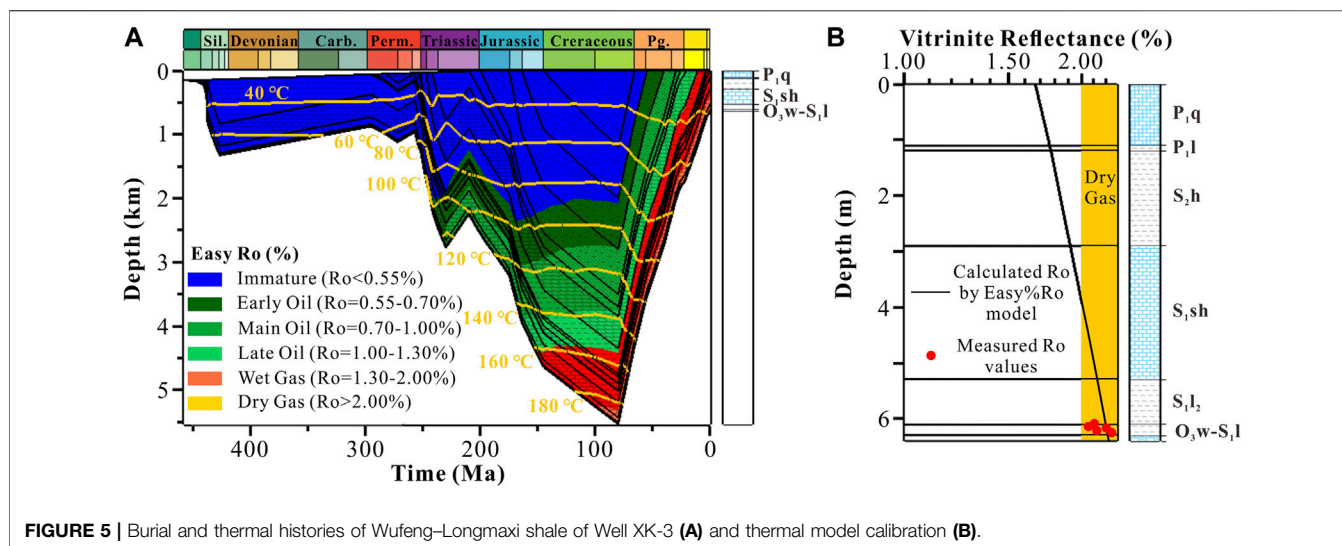 A
Sil. Devonian Carb. Perm. Triassic Jurassic Creraceous Pg.
0
1
2
3
4
5
Depth (km)
40 °C
60 °C
80 °C
100 °C
120 °C
140 °C
160 °C
180 °C
Easy Ro (%)
Immature (Ro<0.55%)
Early Oil (Ro=0.55-0.70%)
Main Oil (Ro=0.70-1.00%)
Late Oil (Ro=1.00-1.30%)
Wet Gas (Ro=1.30-2.00%)
Dry Gas (Ro>2.00%)
400 300 200 100 0
Time (Ma)
P₁q
S₁sh
O₃w-S₁l
B
Vitrinite Reflectance (%)
1.00 1.50 2.00
0
2
4
6
Depth (m)
Dry
Gas
Calculated Ro
by Easy%Ro
model
Measured Ro
values
P₁q
P₁l
S₂h
S₁sh
S₁l₂
O₃w-S₁l
FIGURE 5 | Burial and thermal histories of Wufeng–Longmaxi shale of Well XK-3 (A) and thermal model calibration (B).